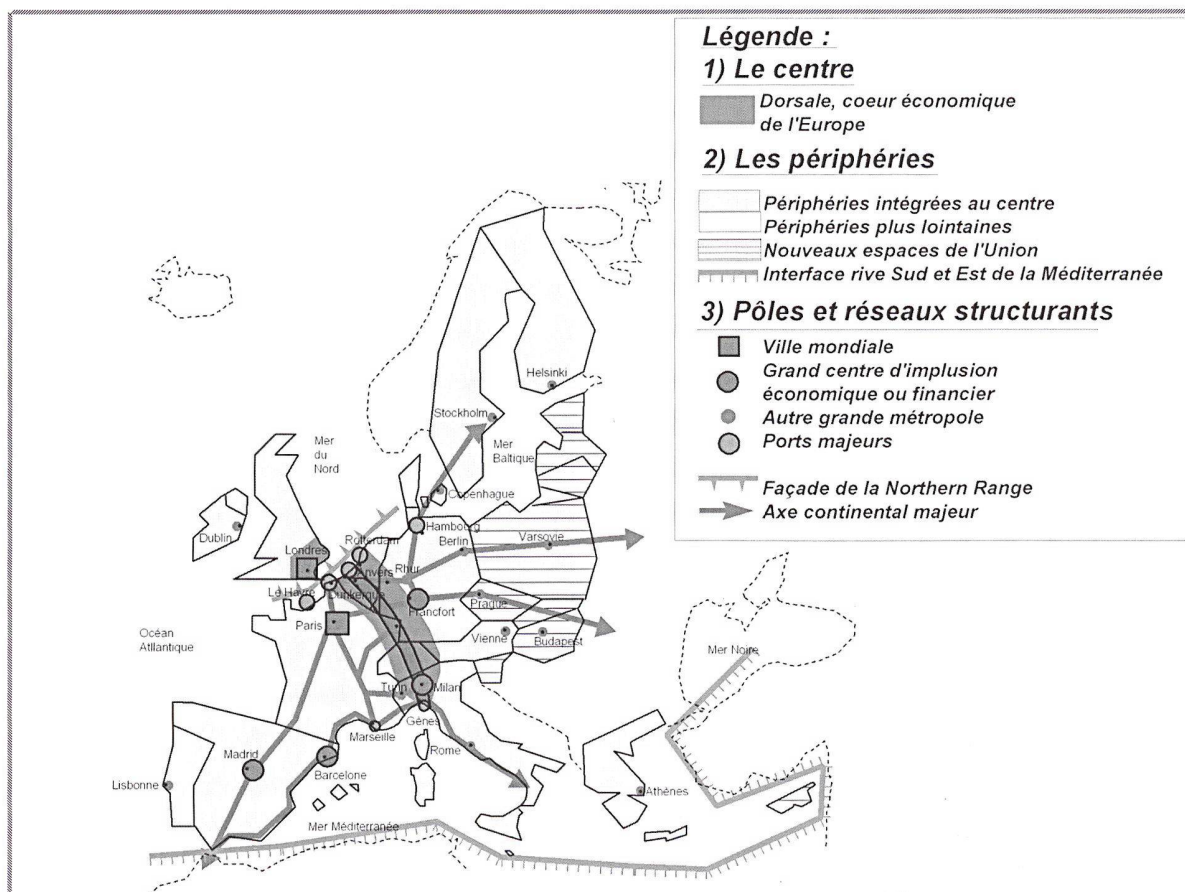 Légende :
1) Le centre
Dorsale, coeur économique
de l'Europe
2) Les périphéries
Périphéries intégrées au centre
Périphéries plus lointaines
Nouveaux espaces de l'Union
Interface rive Sud et Est de la Méditerranée
3) Pôles et réseaux structurants
Ville mondiale
Grand centre d'implusion
économique ou financier
Autre grande métropole
Ports majeurs
Façade de la Northern Range
Axe continental majeur
Helsinki
Stockholm
Mer
du
Nord
Mer
Baltique
Copenhague
Dublin
Hambourg
Londres
Rotterdam
Berlin
Varsovie
Anvers
Rhur
Le Havre
Dunkerque
Francfort
Prague
Paris
Océan
Atllantique
Vienne
Budapest
Mer Noire
Turin
Milan
Gênes
Marseille
Rome
Madrid
Barcelone
Lisbonne
Athènes
Mer Méditerranée